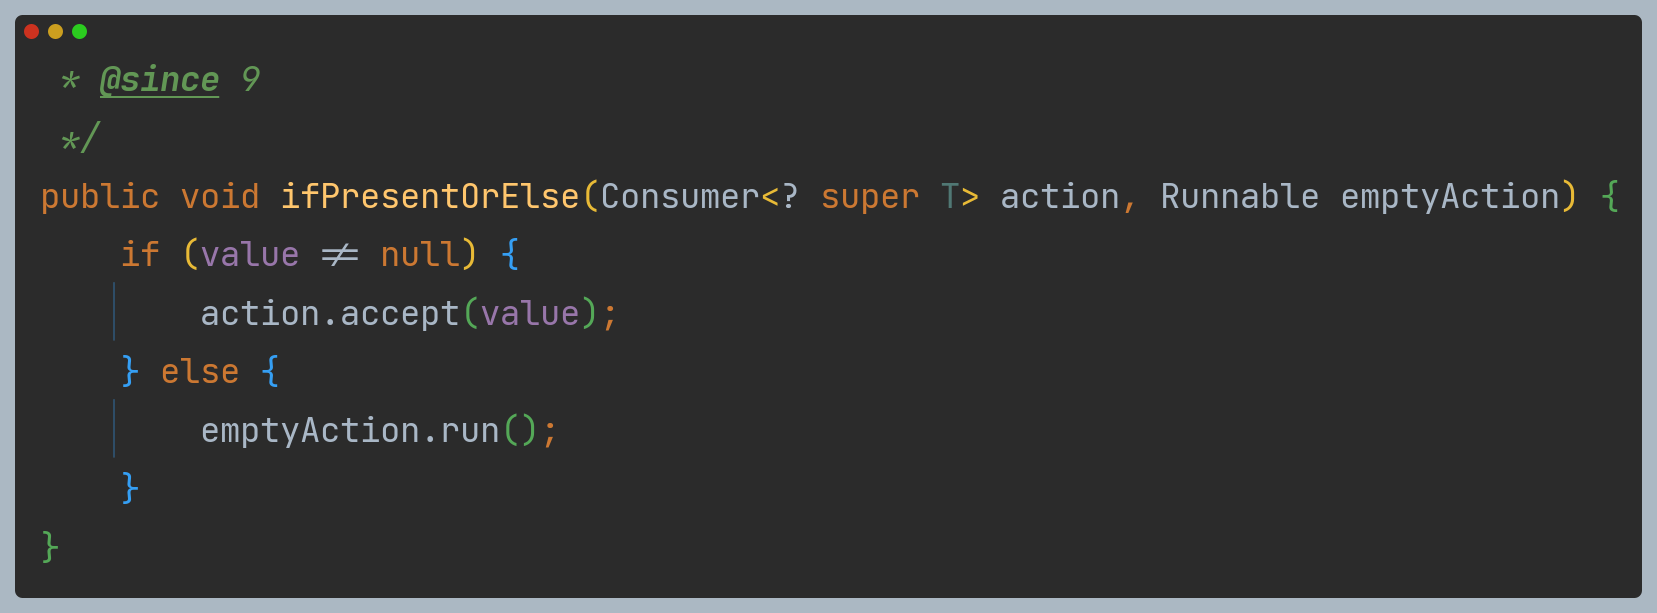 * @since 9
*/
public void ifPresentOrElse(Consumer<? super T> action, Runnable emptyAction) {
if (value != null) {
action.accept(value);
} else {
emptyAction.run();
}
}